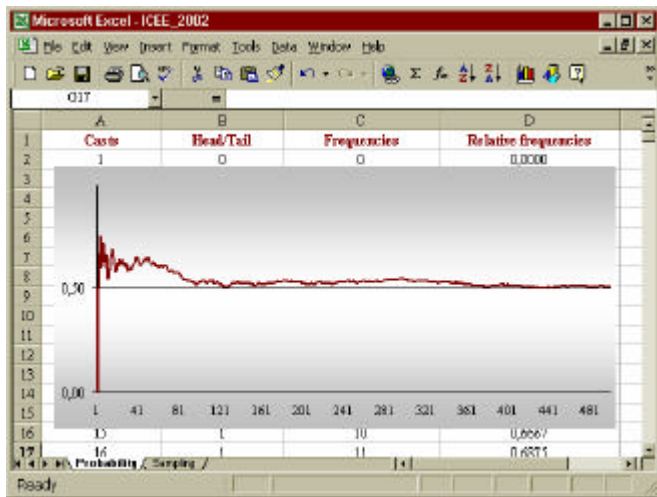 Microsoft Excel - ICEE_2002
File Edit View Insert Format Tools Data Window Help
G17 =
A B C D
1 Casts Head/Tail Frequencies Relative frequencies
2 1 0 0 0,0000
3
4
5
6
7
8
9
10
11
12
13
14
15
0,50
0,00
1 41 81 121 161 201 241 281 321 361 401 441 481
16 15 1 10 0,6667
17 16 1 11 0,6875
Probability Sampling
Ready